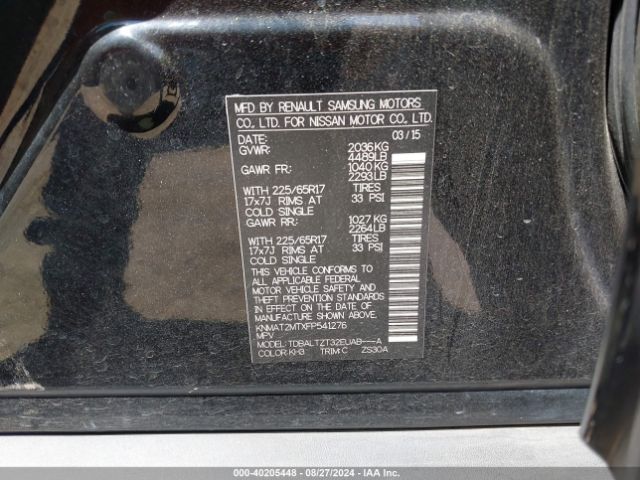 MFD BY RENAULT SAMSUNG MOTORS
CO., LTD. FOR NISSAN MOTOR CO., LTD.
DATE: 03/15
GVWR: 2036KG
4489LB
GAWR FR: 1040 KG
2293LB
WITH 225/65R17 TIRES
17x7J RIMS AT 33 PSI
COLD SINGLE
GAWR RR: 1027 KG
2264LB
WITH 225/65R17 TIRES
17x7J RIMS AT 33 PSI
COLD SINGLE
THIS VEHICLE CONFORMS TO
ALL APPLICABLE FEDERAL
MOTOR VEHICLE SAFETY AND
THEFT PREVENTION STANDARDS
IN EFFECT ON THE DATE OF
MANUFACTURE SHOWN ABOVE.
KNMAT2MTXFP541276
MPV
MODEL: TDBALTZT32EUAB---A
COLOR: KH3 TRIM: C ZS30A
000-40205448 - 08/27/2024 - IAA Inc.